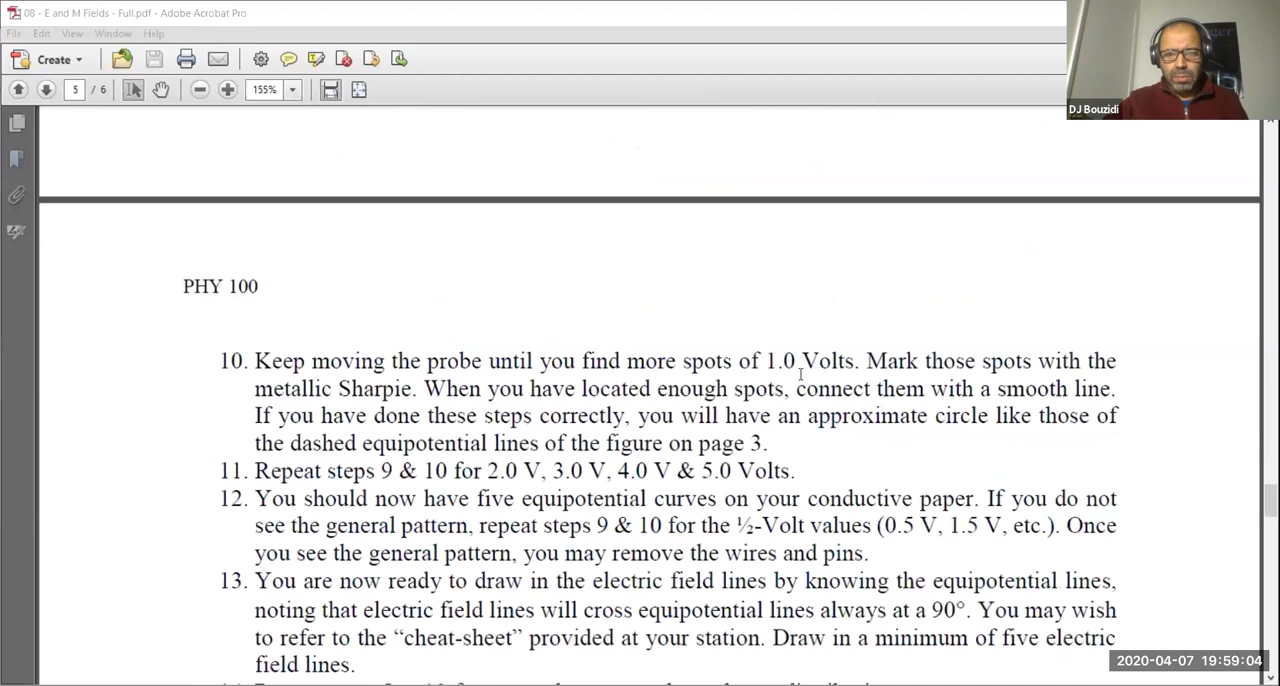 08 - E and M Fields - Full.pdf - Adobe Acrobat Pro
File Edit View Window Help
Create
5 / 6 155%
DJ Bouzidi
PHY 100
10. Keep moving the probe until you find more spots of 1.0 Volts. Mark those spots with the
metallic Sharpie. When you have located enough spots, connect them with a smooth line.
If you have done these steps correctly, you will have an approximate circle like those of
the dashed equipotential lines of the figure on page 3.
11. Repeat steps 9 & 10 for 2.0 V, 3.0 V, 4.0 V & 5.0 Volts.
12. You should now have five equipotential curves on your conductive paper. If you do not
see the general pattern, repeat steps 9 & 10 for the ½-Volt values (0.5 V, 1.5 V, etc.). Once
you see the general pattern, you may remove the wires and pins.
13. You are now ready to draw in the electric field lines by knowing the equipotential lines,
noting that electric field lines will cross equipotential lines always at a 90°. You may wish
to refer to the “cheat-sheet” provided at your station. Draw in a minimum of five electric
field lines.
2020-04-07 19:59:04